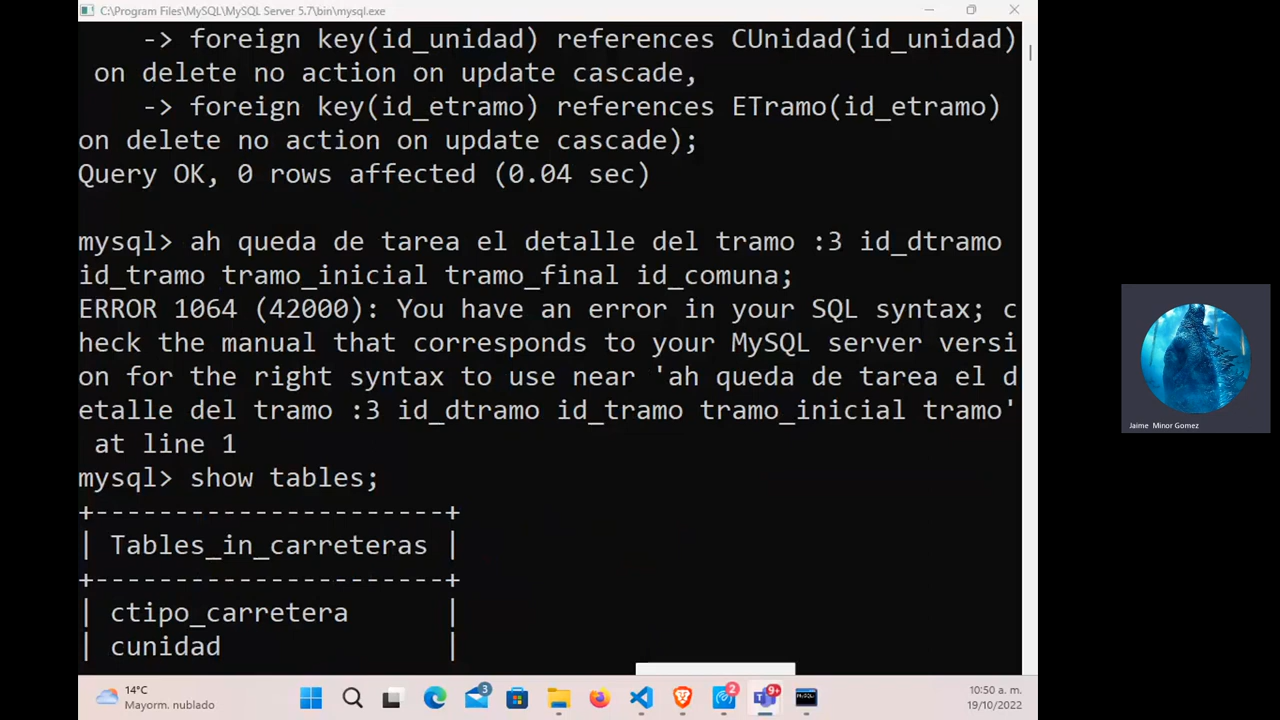 C:\Program Files\MySQL\MySQL Server 5.7\bin\mysql.exe
-> foreign key(id_unidad) references CUnidad(id_unidad)
on delete no action on update cascade,
-> foreign key(id_etramo) references ETramo(id_etramo)
on delete no action on update cascade);
Query OK, 0 rows affected (0.04 sec)
mysql> ah queda de tarea el detalle del tramo :3 id_dtramo
id_tramo tramo_inicial tramo_final id_comuna;
ERROR 1064 (42000): You have an error in your SQL syntax; c
heck the manual that corresponds to your MySQL server versi
on for the right syntax to use near 'ah queda de tarea el d
etalle del tramo :3 id_dtramo id_tramo tramo_inicial tramo'
at line 1
mysql> show tables;
+----------------------+
| Tables_in_carreteras |
+----------------------+
| ctipo_carretera |
| cunidad |
Jaime Minor Gomez
14°C
Mayorm. nublado
3
2
9+
10:50 a. m.
19/10/2022